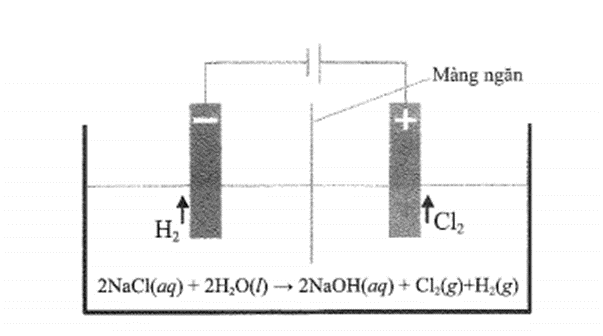 Màng ngăn
− +
H₂ Cl₂
2NaCl(aq) + 2H₂O(l) → 2NaOH(aq) + Cl₂(g)+H₂(g)